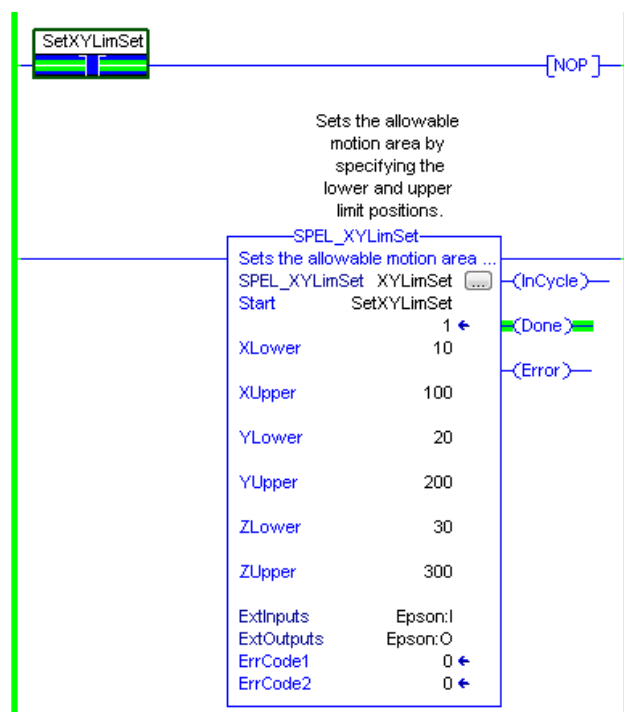 SetXYLimSet
NOP
Sets the allowable
motion area by
specifying the
lower and upper
limit positions.
SPEL_XYLimSet
Sets the allowable motion area ...
SPEL_XYLimSet XYLimSet ... (InCycle)
Start SetXYLimSet
1 (Done)
XLower 10
(Error)
XUpper 100
YLower 20
YUpper 200
ZLower 30
ZUpper 300
ExtInputs Epson:I
ExtOutputs Epson:O
ErrCode1 0
ErrCode2 0